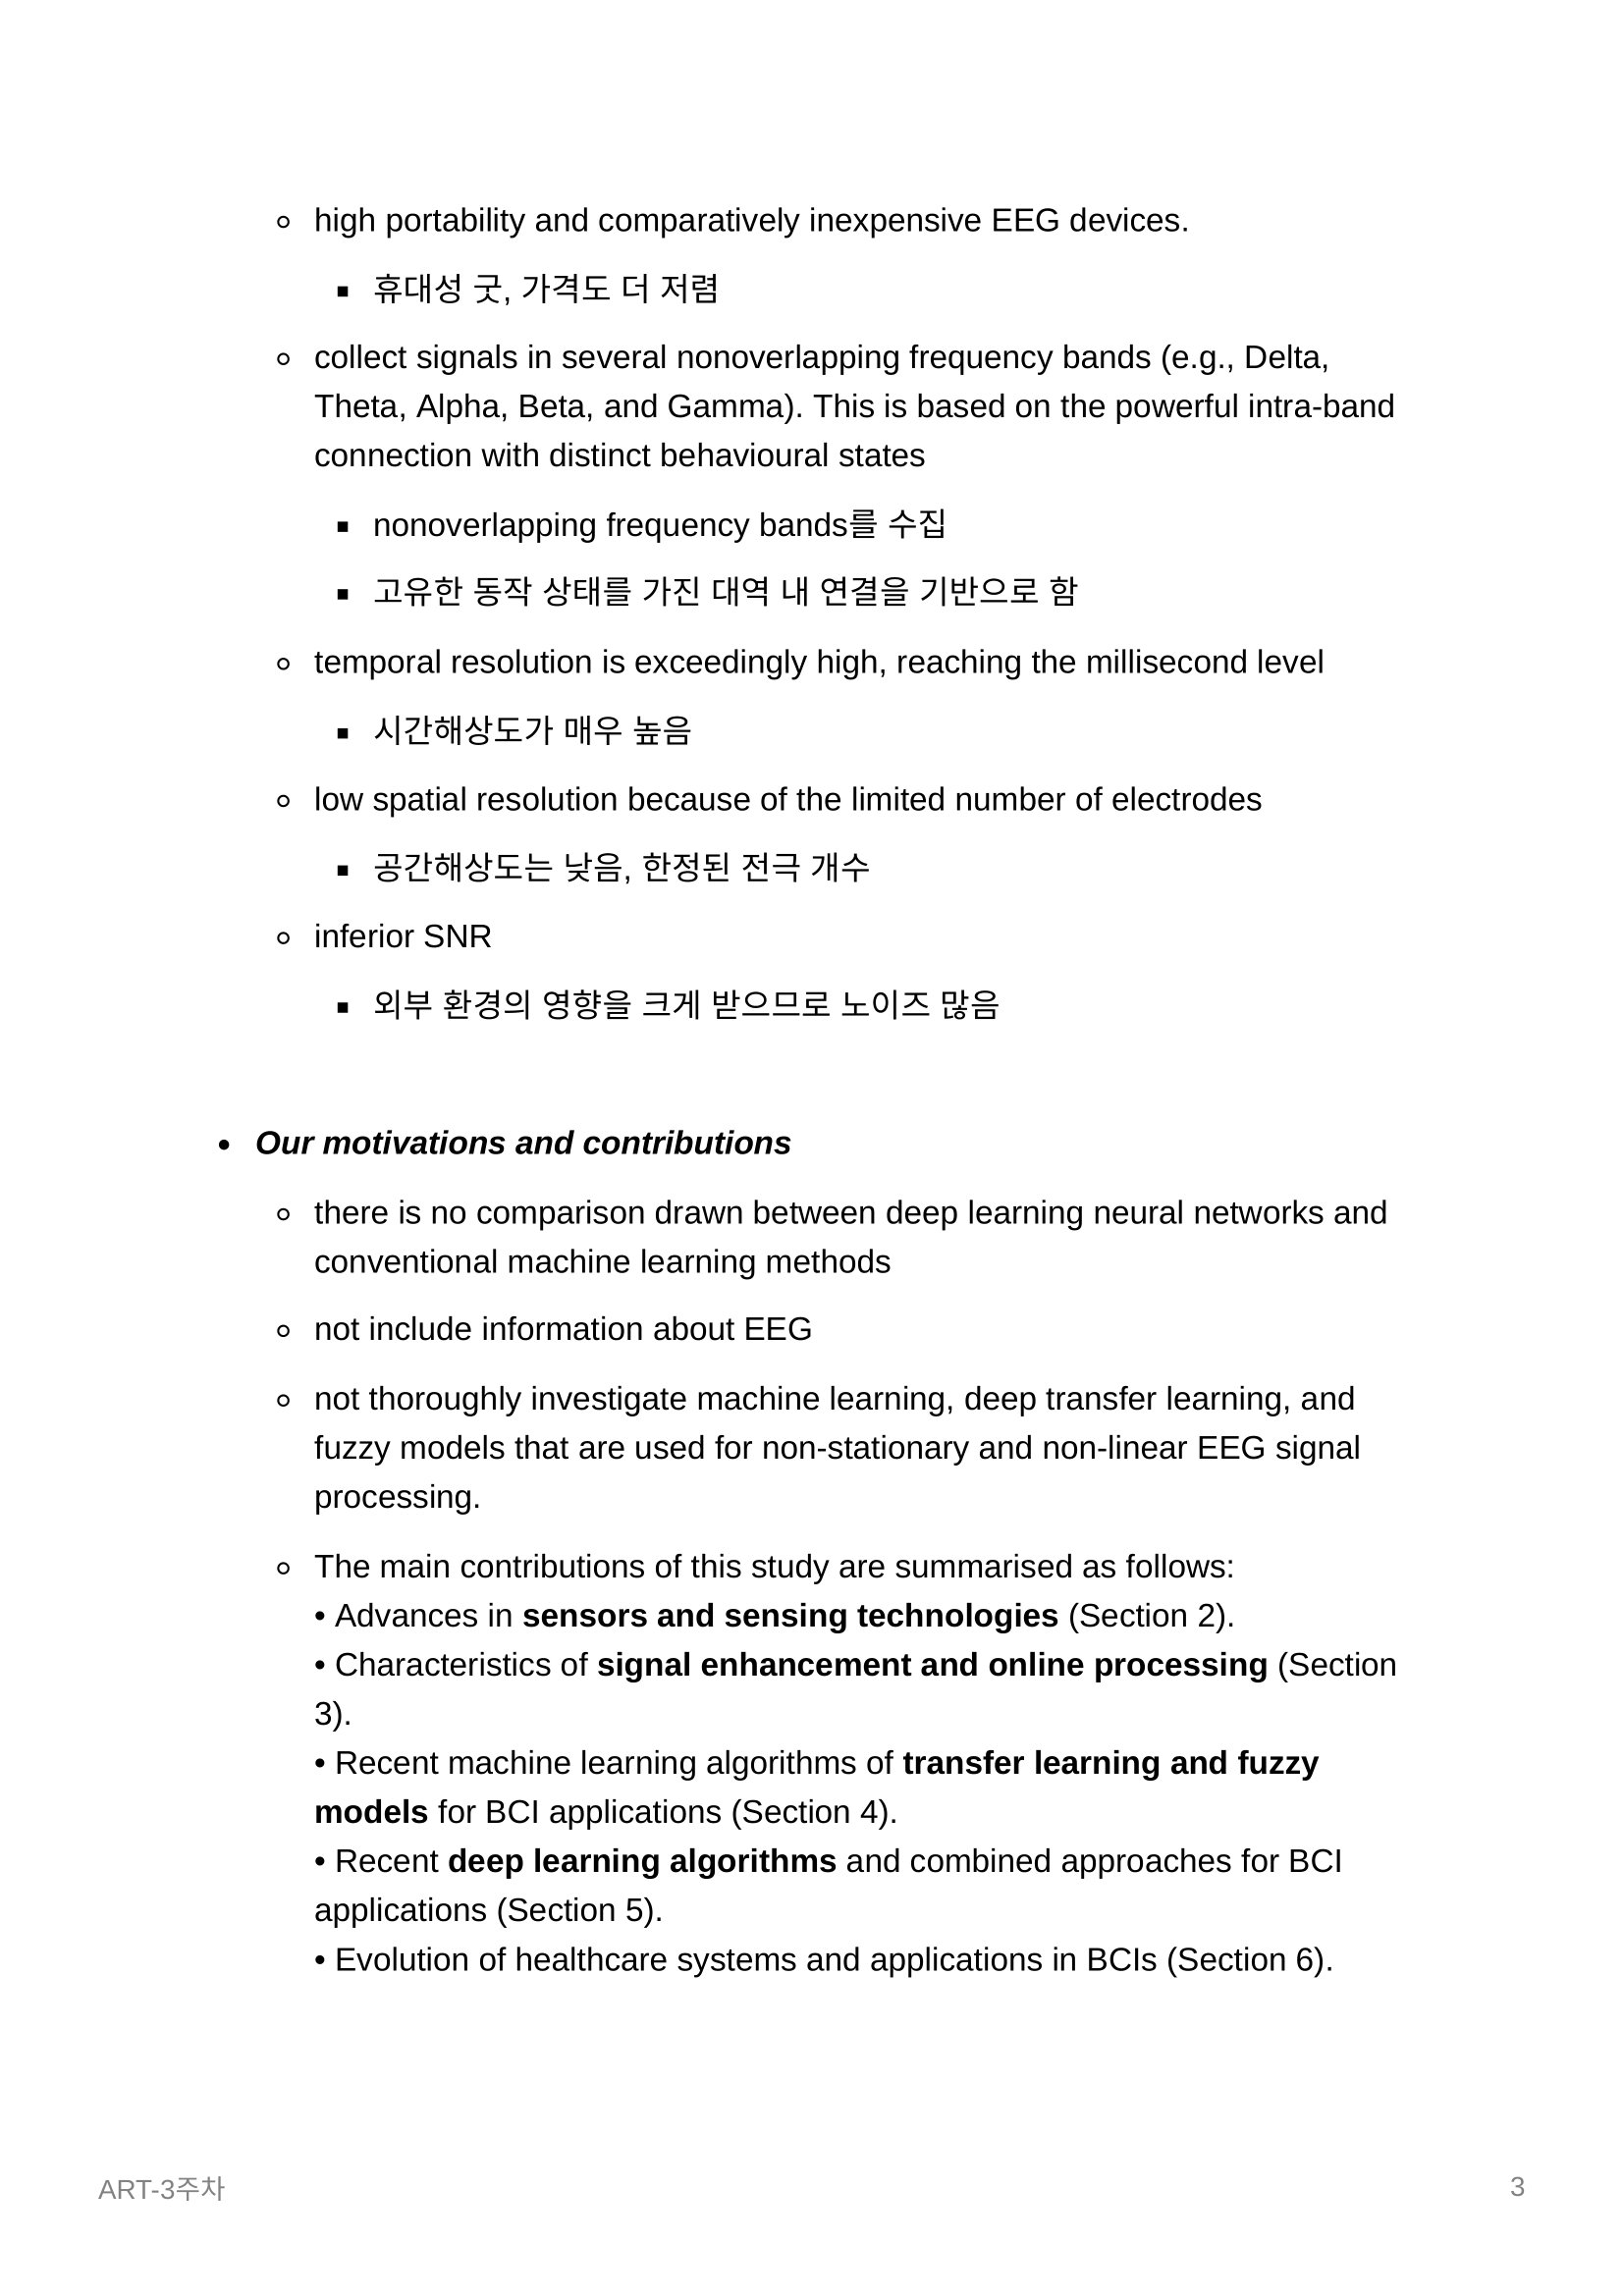 ◦ high portability and comparatively inexpensive EEG devices.
▪ 휴대성 굿, 가격도 더 저렴
◦ collect signals in several nonoverlapping frequency bands (e.g., Delta,
Theta, Alpha, Beta, and Gamma). This is based on the powerful intra-band
connection with distinct behavioural states
▪ nonoverlapping frequency bands를 수집
▪ 고유한 동작 상태를 가진 대역 내 연결을 기반으로 함
◦ temporal resolution is exceedingly high, reaching the millisecond level
▪ 시간해상도가 매우 높음
◦ low spatial resolution because of the limited number of electrodes
▪ 공간해상도는 낮음, 한정된 전극 개수
◦ inferior SNR
▪ 외부 환경의 영향을 크게 받으므로 노이즈 많음
• Our motivations and contributions
◦ there is no comparison drawn between deep learning neural networks and
conventional machine learning methods
◦ not include information about EEG
◦ not thoroughly investigate machine learning, deep transfer learning, and
fuzzy models that are used for non-stationary and non-linear EEG signal
processing.
◦ The main contributions of this study are summarised as follows:
• Advances in sensors and sensing technologies (Section 2).
• Characteristics of signal enhancement and online processing (Section
3).
• Recent machine learning algorithms of transfer learning and fuzzy
models for BCI applications (Section 4).
• Recent deep learning algorithms and combined approaches for BCI
applications (Section 5).
• Evolution of healthcare systems and applications in BCIs (Section 6).
ART-3주차
3